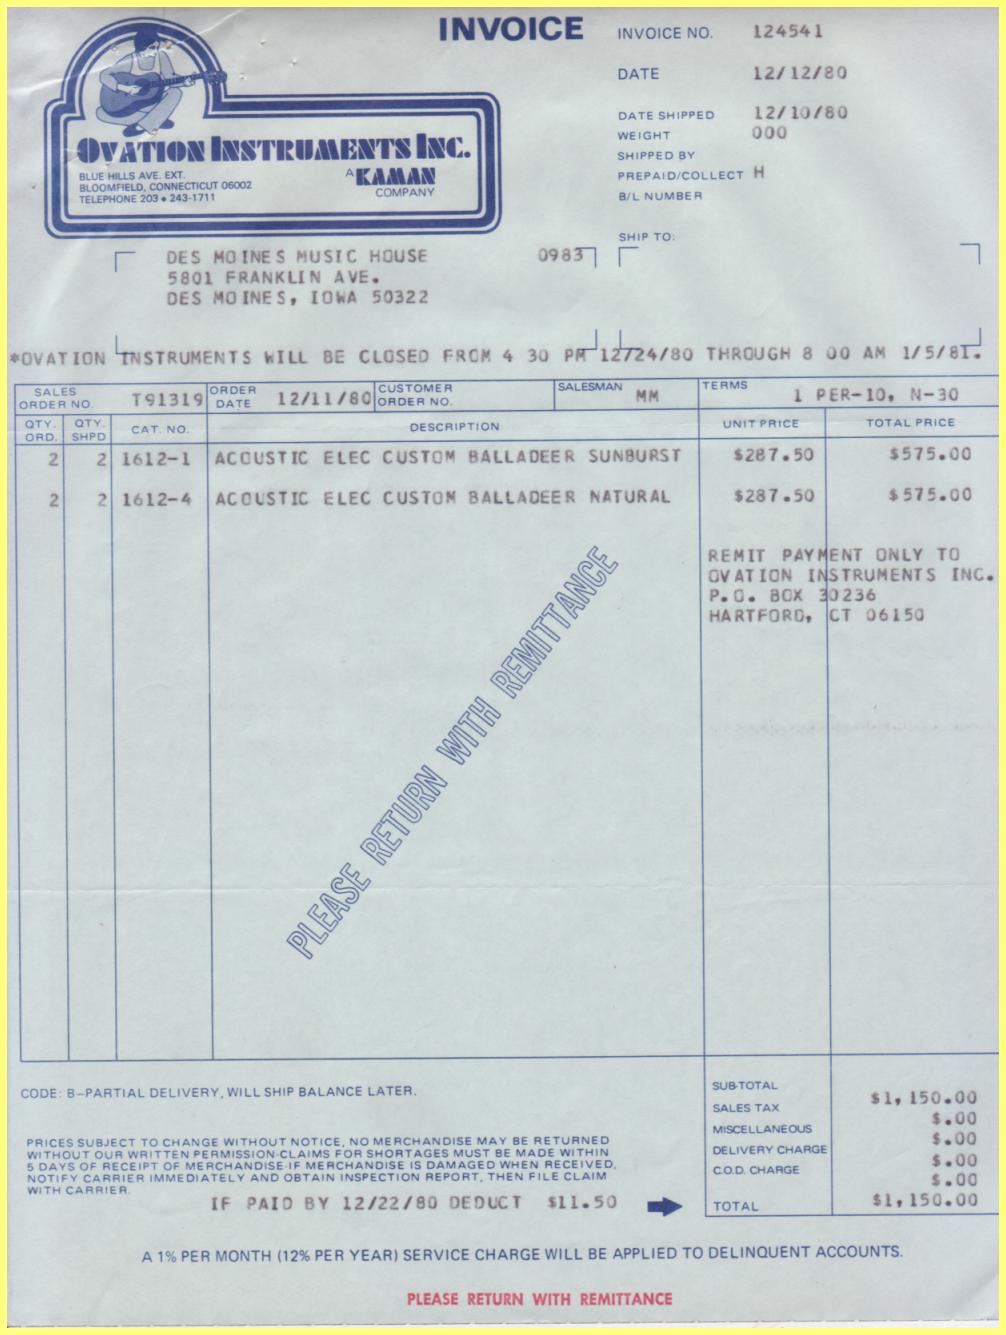 INVOICE
OVATION INSTRUMENTS INC.
BLUE HILLS AVE. EXT.
BLOOMFIELD, CONNECTICUT 06002
TELEPHONE 203 • 243-1711
A KAMAN
COMPANY
INVOICE NO. 124541
DATE 12/12/80
DATE SHIPPED 12/10/80
WEIGHT 000
SHIPPED BY
PREPAID/COLLECT H
B/L NUMBER
SHIP TO:
DES MOINES MUSIC HOUSE 0983
5801 FRANKLIN AVE.
DES MOINES, IOWA 50322
*OVATION INSTRUMENTS WILL BE CLOSED FROM 4 30 PM 12/24/80 THROUGH 8 00 AM 1/5/81.
SALES ORDER NO. T91319 ORDER DATE 12/11/80 CUSTOMER ORDER NO. SALESMAN MM TERMS 1 PER-10, N-30
QTY. ORD. QTY. SHPD CAT. NO. DESCRIPTION UNIT PRICE TOTAL PRICE
2 2 1612-1 ACOUSTIC ELEC CUSTOM BALLADEER SUNBURST $287.50 $575.00
2 2 1612-4 ACOUSTIC ELEC CUSTOM BALLADEER NATURAL $287.50 $575.00
REMIT PAYMENT ONLY TO
OVATION INSTRUMENTS INC.
P.O. BOX 30236
HARTFORD, CT 06150
PLEASE RETURN WITH REMITTANCE
CODE: B-PARTIAL DELIVERY, WILL SHIP BALANCE LATER.
SUB-TOTAL $1,150.00
SALES TAX $.00
MISCELLANEOUS $.00
DELIVERY CHARGE $.00
C.O.D. CHARGE $.00
TOTAL $1,150.00
PRICES SUBJECT TO CHANGE WITHOUT NOTICE, NO MERCHANDISE MAY BE RETURNED
WITHOUT OUR WRITTEN PERMISSION-CLAIMS FOR SHORTAGES MUST BE MADE WITHIN
5 DAYS OF RECEIPT OF MERCHANDISE-IF MERCHANDISE IS DAMAGED WHEN RECEIVED,
NOTIFY CARRIER IMMEDIATELY AND OBTAIN INSPECTION REPORT, THEN FILE CLAIM
WITH CARRIER.
IF PAID BY 12/22/80 DEDUCT $11.50
A 1% PER MONTH (12% PER YEAR) SERVICE CHARGE WILL BE APPLIED TO DELINQUENT ACCOUNTS.
PLEASE RETURN WITH REMITTANCE